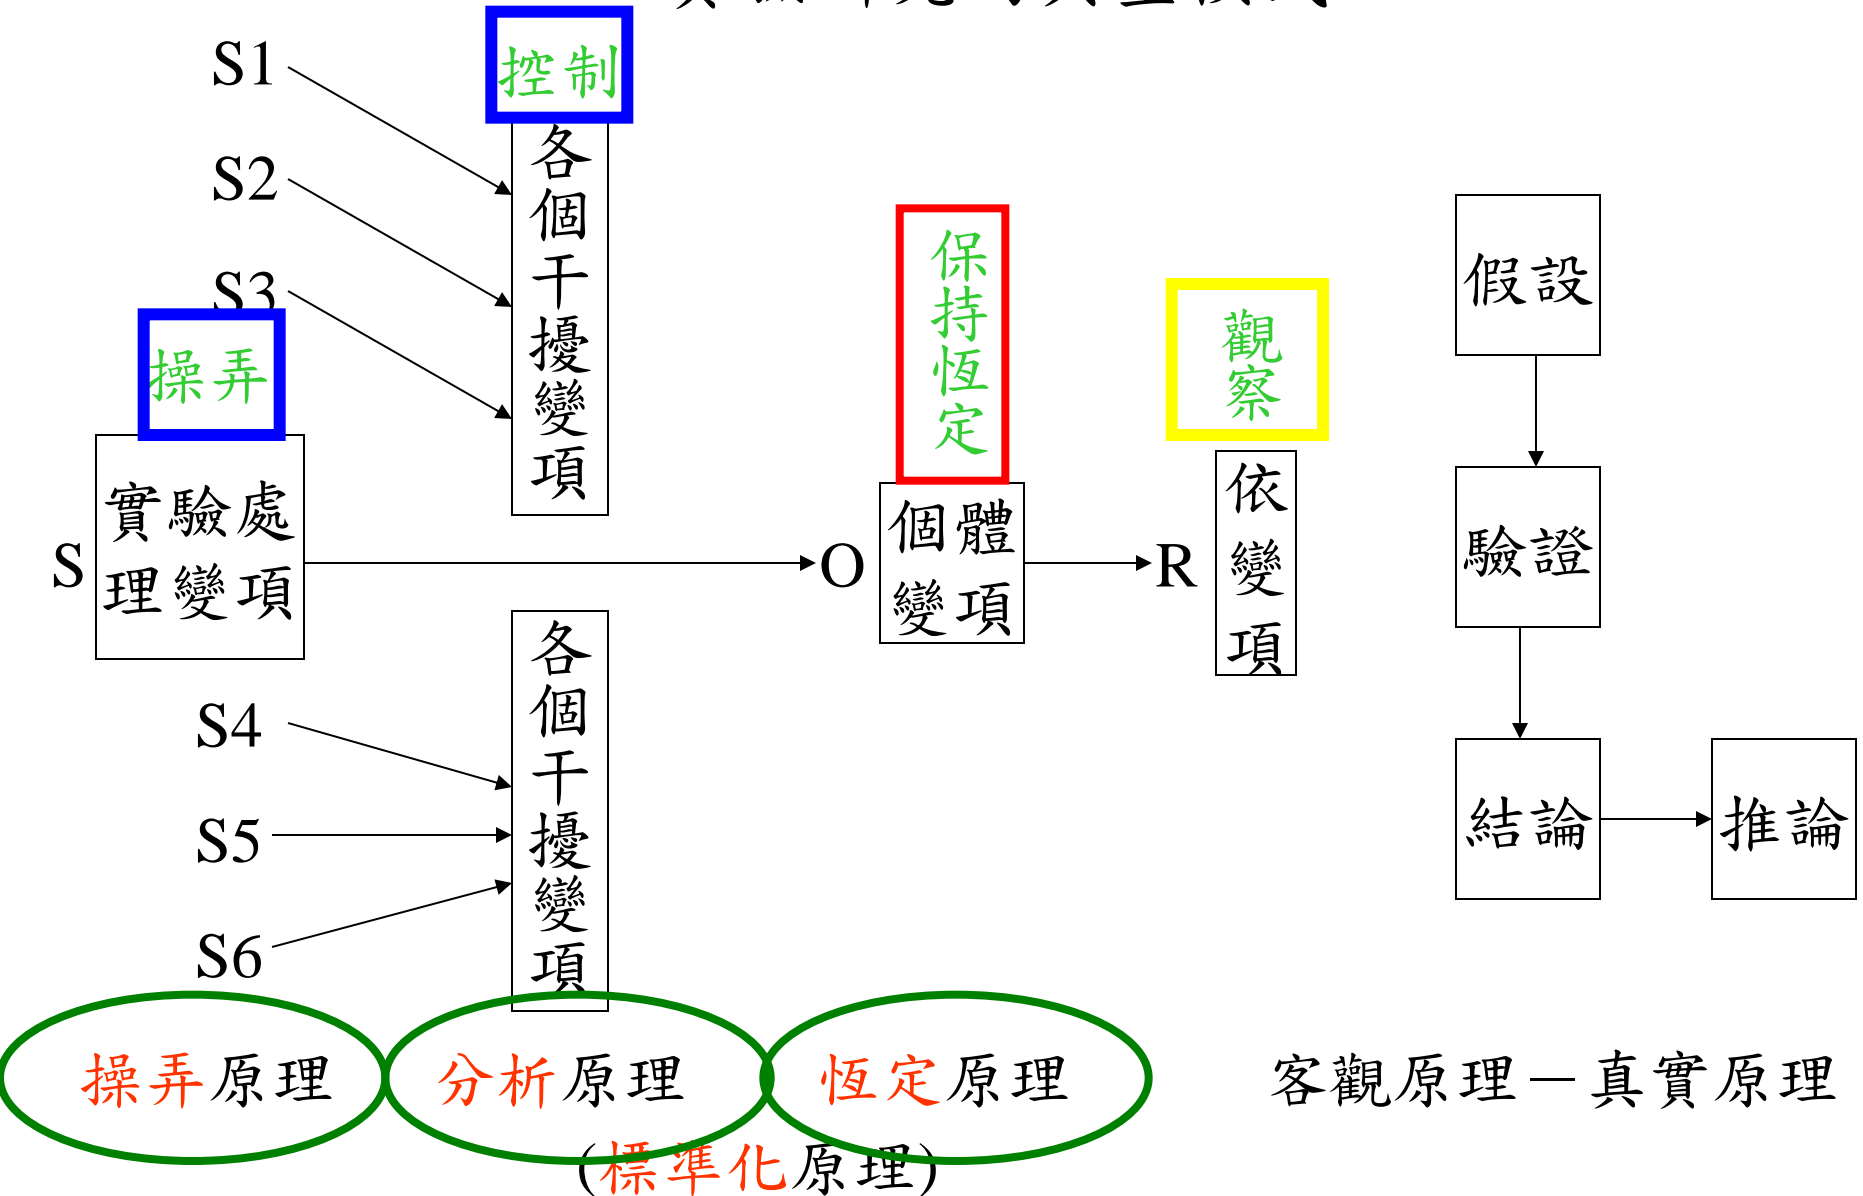 S1
S2
S3
控制
各個干擾變項
操弄
S
實驗處
理變項
O
保持恆定
個體
變項
R
觀察
依變項
S4
S5
S6
各個干擾變項
假設
驗證
結論
推論
操弄原理
分析原理
恆定原理
(標準化原理)
客觀原理－真實原理